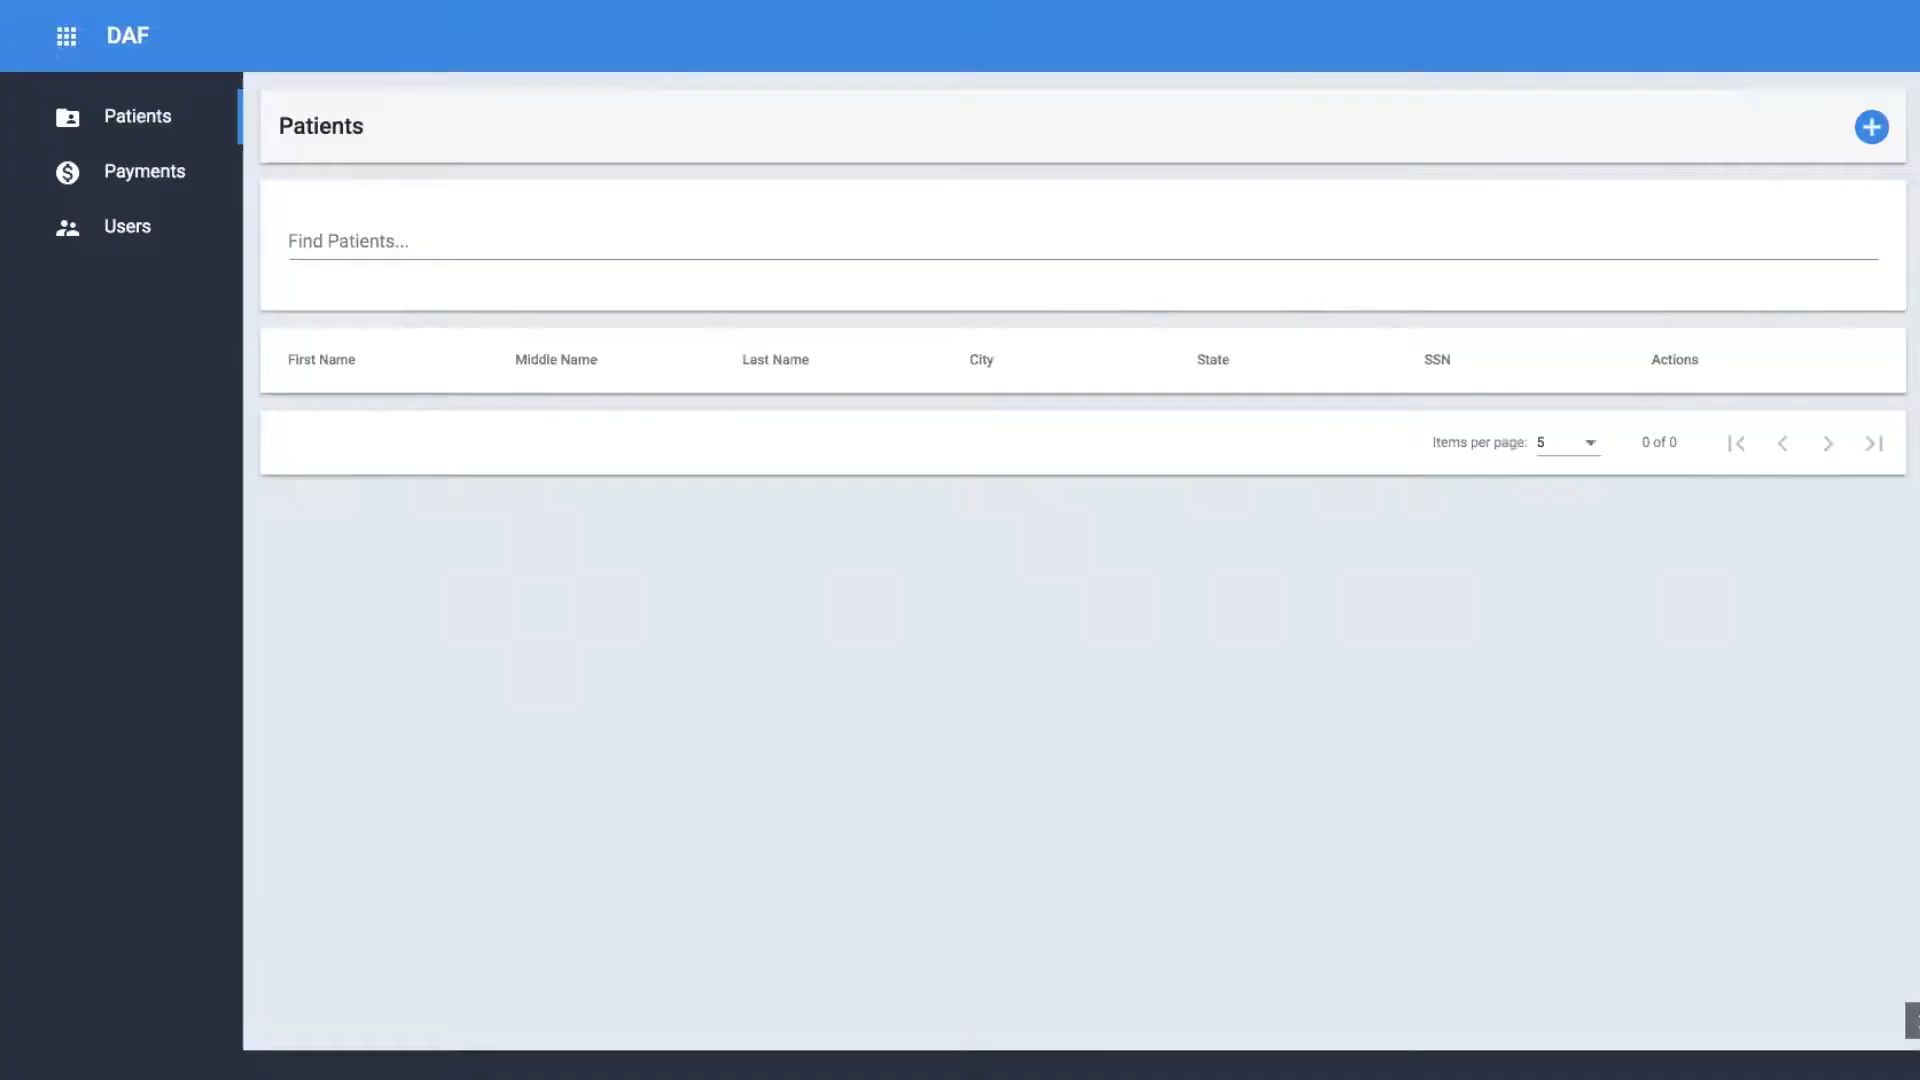 DAF
Patients
Payments
Users
Patients
Find Patients...
First Name Middle Name Last Name City State SSN Actions
Items per page: 5 0 of 0